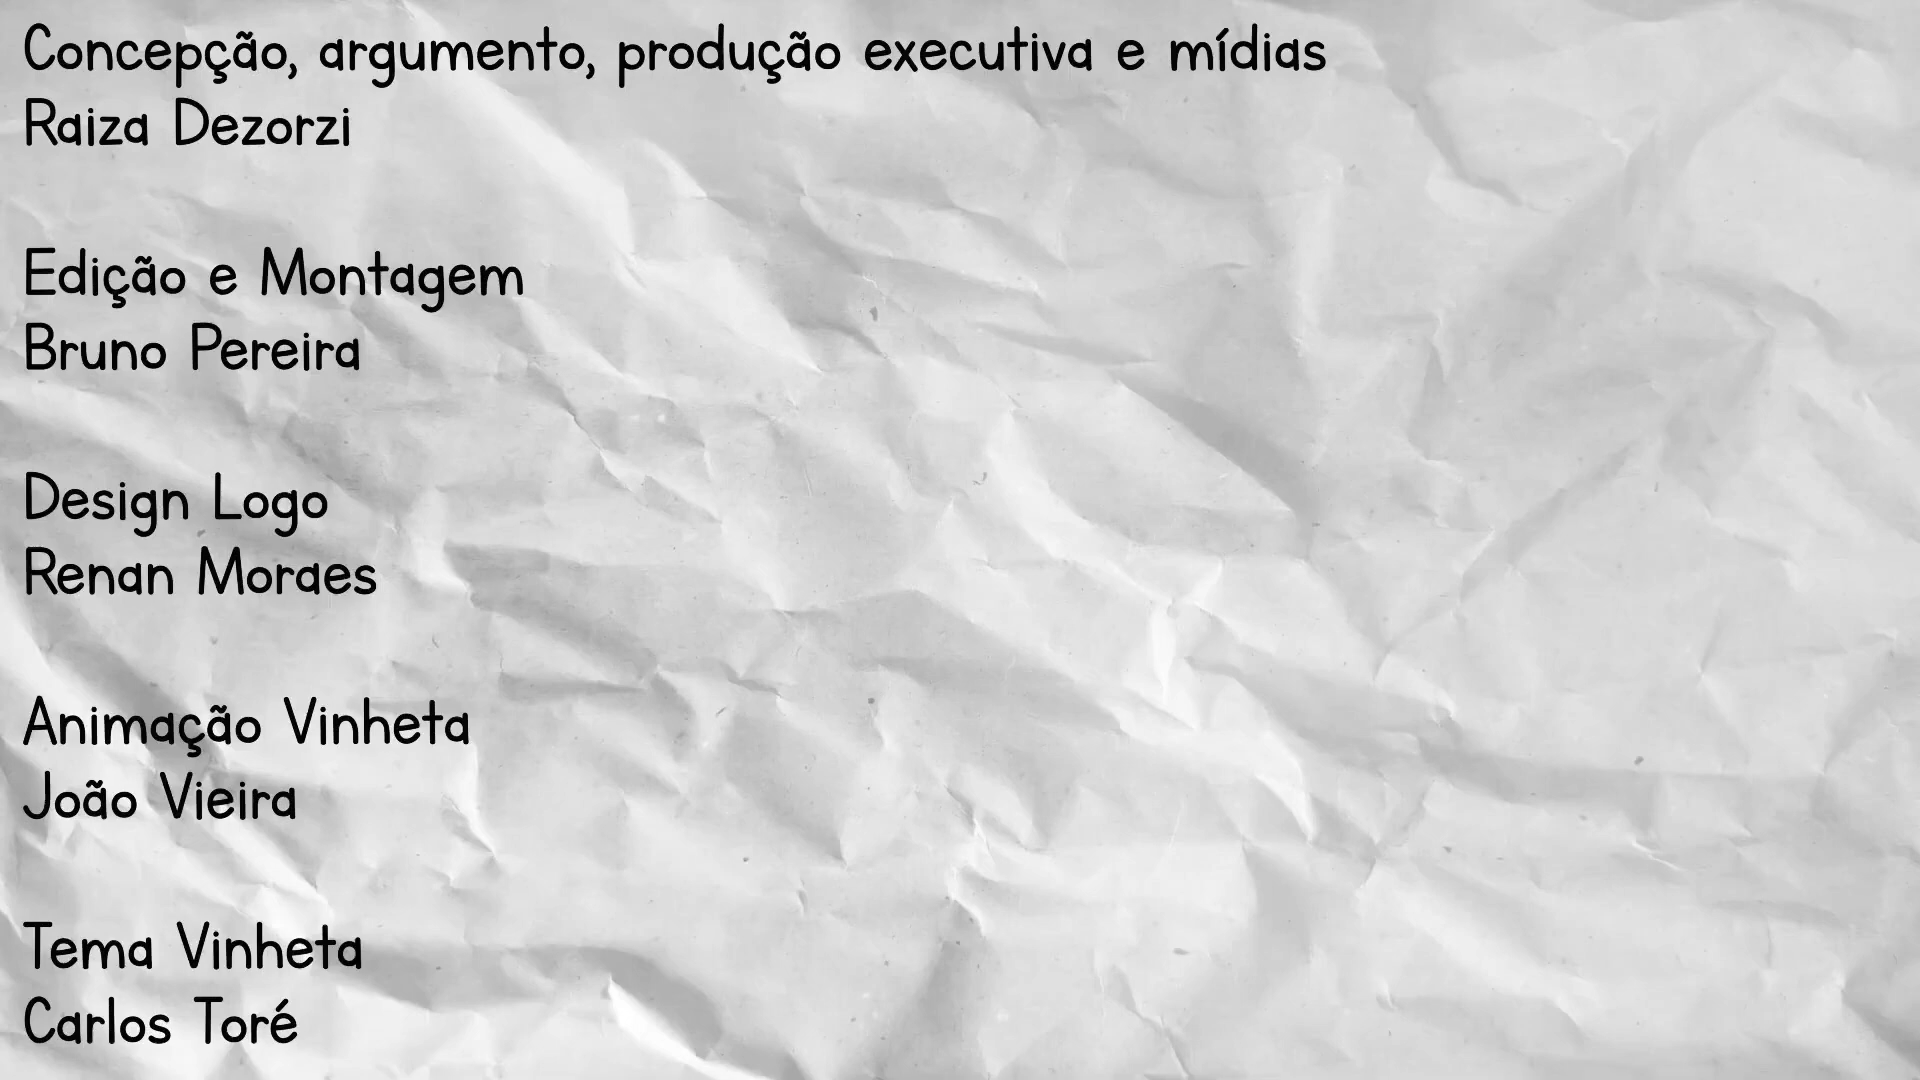 Concepção, argumento, produção executiva e mídias
Raiza Dezorzi
Edição e Montagem
Bruno Pereira
Design Logo
Renan Moraes
Animação Vinheta
João Vieira
Tema Vinheta
Carlos Toré